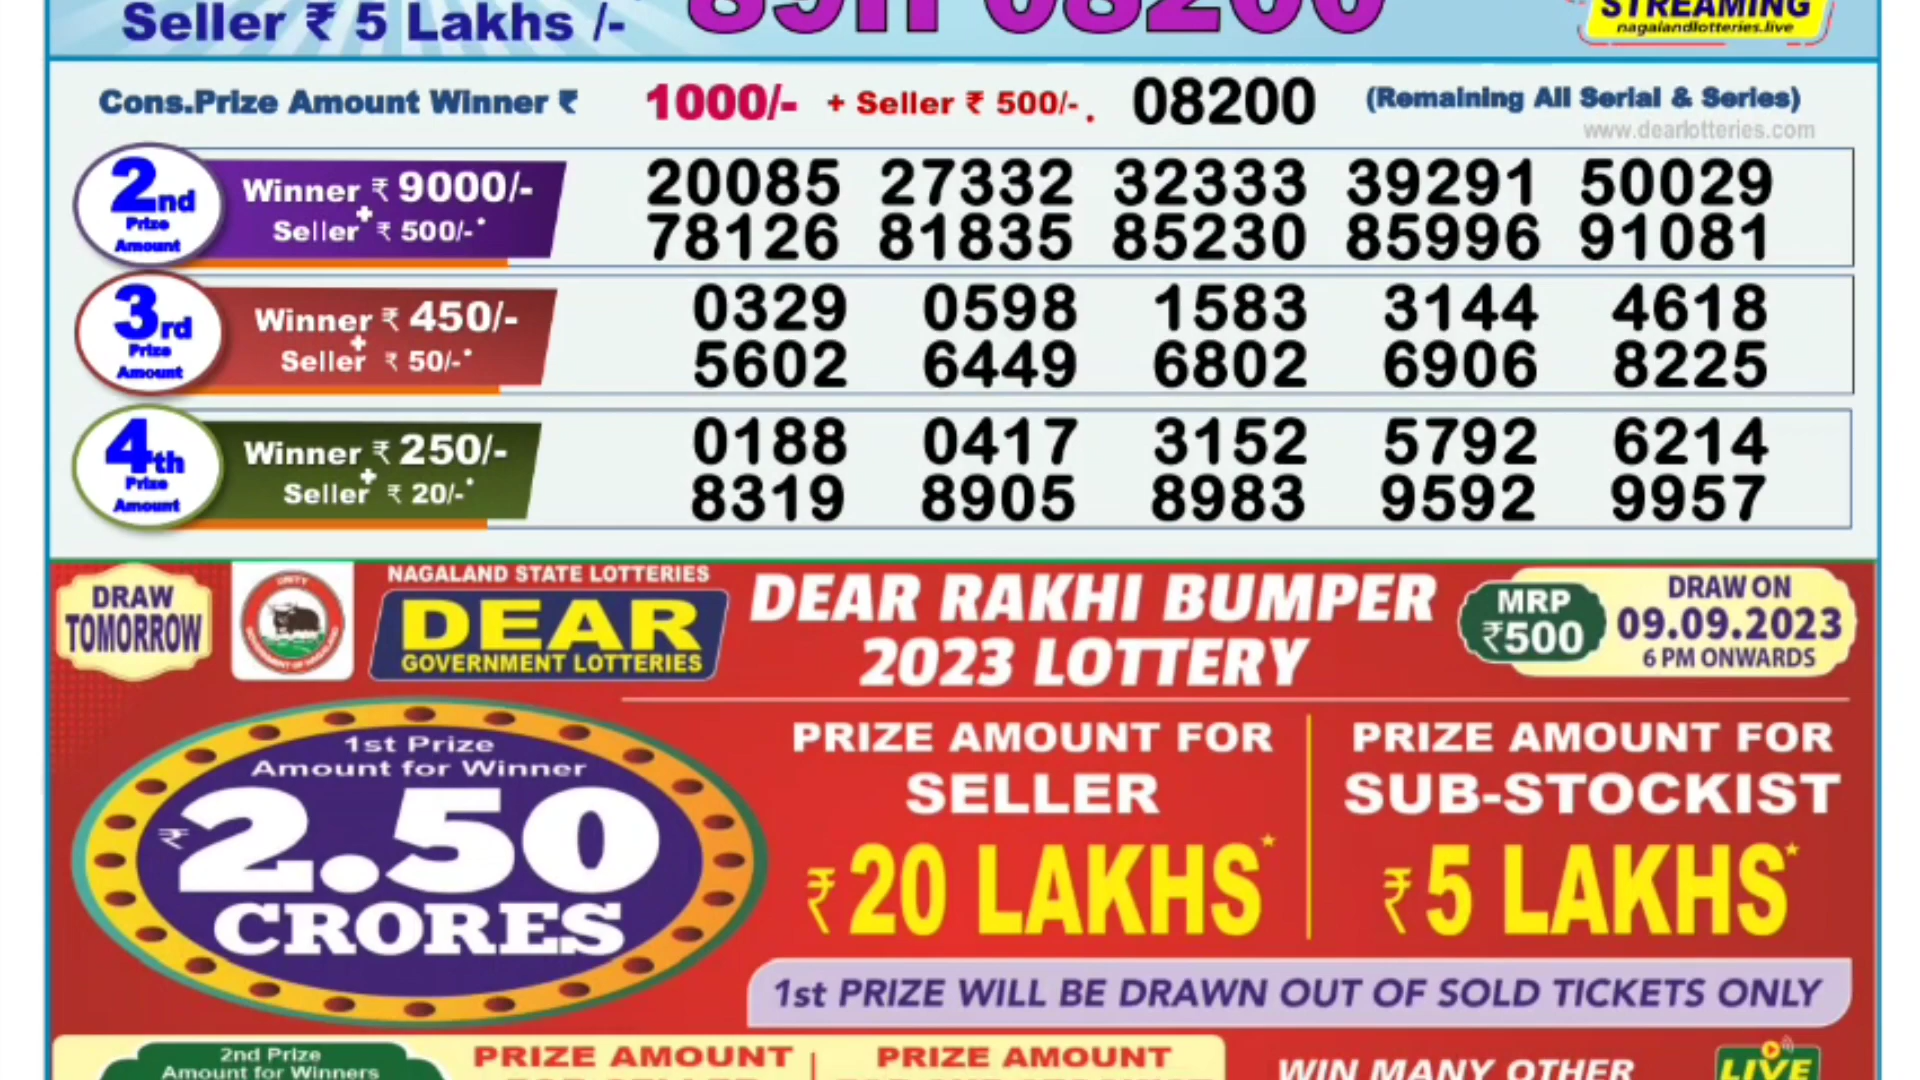 Seller ₹ 5 Lakhs /-
08200
STREAMING
nagalandlotteries.live
Cons.Prize Amount Winner ₹ 1000/- + Seller ₹ 500/-. 08200 (Remaining All Serial & Series)
www.dearlotteries.com
2nd Prize Amount
Winner ₹ 9000/-
+
Seller ₹ 500/-*
20085 27332 32333 39291 50029
78126 81835 85230 85996 91081
3rd Prize Amount
Winner ₹ 450/-
+
Seller ₹ 50/-*
0329 0598 1583 3144 4618
5602 6449 6802 6906 8225
4th Prize Amount
Winner ₹ 250/-
+
Seller ₹ 20/-*
0188 0417 3152 5792 6214
8319 8905 8983 9592 9957
DRAW
TOMORROW
UNITY
GOVERNMENT OF NAGALAND
NAGALAND STATE LOTTERIES
DEAR
GOVERNMENT LOTTERIES
DEAR RAKHI BUMPER
2023 LOTTERY
MRP
₹500
DRAW ON
09.09.2023
6 PM ONWARDS
1st Prize
Amount for Winner
₹2.50
CRORES
PRIZE AMOUNT FOR
SELLER
₹20 LAKHS*
PRIZE AMOUNT FOR
SUB-STOCKIST
₹5 LAKHS*
1st PRIZE WILL BE DRAWN OUT OF SOLD TICKETS ONLY
2nd Prize
Amount for Winners
PRIZE AMOUNT
PRIZE AMOUNT
WIN MANY OTHER
LIVE